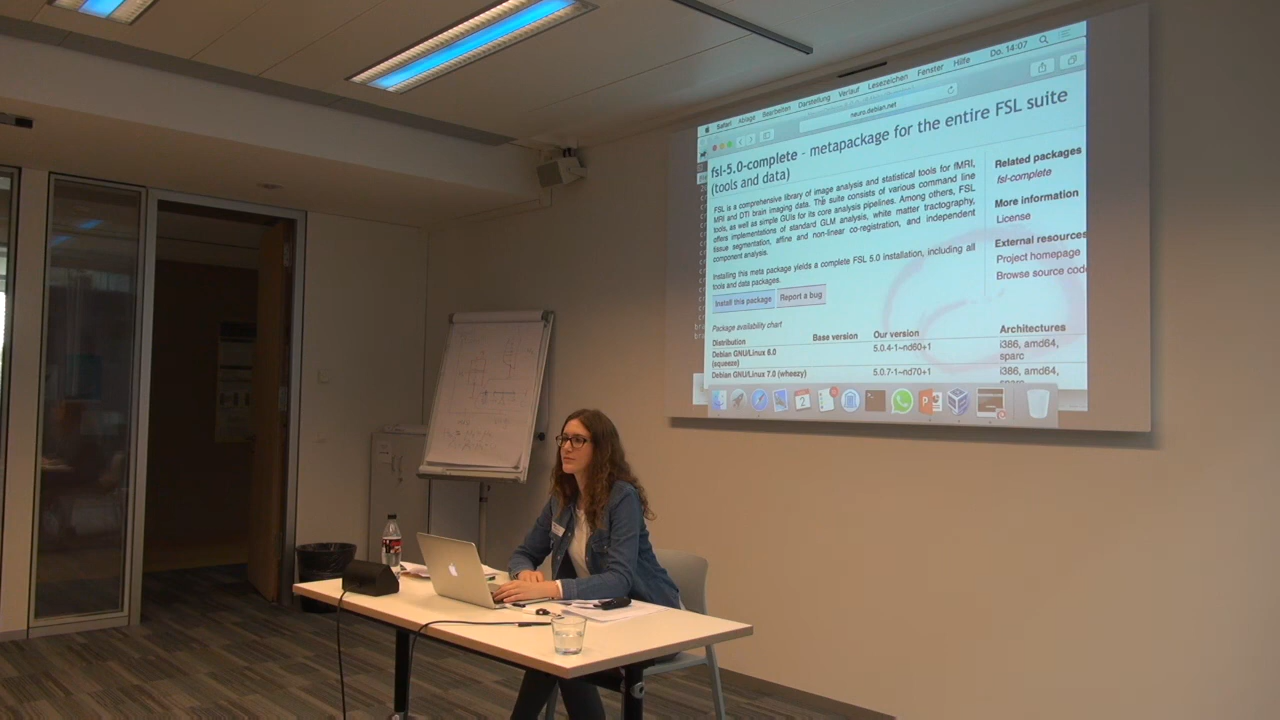 Safari Ablage Bearbeiten Darstellung Verlauf Lesezeichen Fenster Hilfe Do. 14:07
neuro.debian.net
fsl-5.0-complete - metapackage for the entire FSL suite
(tools and data)
FSL is a comprehensive library of image analysis and statistical tools for fMRI,
MRI and DTI brain imaging data. The suite consists of various command line
tools, as well as simple GUIs for its core analysis pipelines. Among others, FSL
offers implementations of standard GLM analysis, white matter tractography,
tissue segmentation, affine and non-linear co-registration, and independent
component analysis.
Installing this meta package yields a complete FSL 5.0 installation, including all
tools and data packages.
Install this package Report a bug
Related packages
fsl-complete
More information
License
External resources
Project homepage
Browse source code
Package availability chart
Distribution Base version Our version Architectures
Debian GNU/Linux 6.0
(squeeze) 5.0.4-1~nd60+1 i386, amd64,
sparc
Debian GNU/Linux 7.0 (wheezy) 5.0.7-1~nd70+1 i386, amd64,
sparc
2